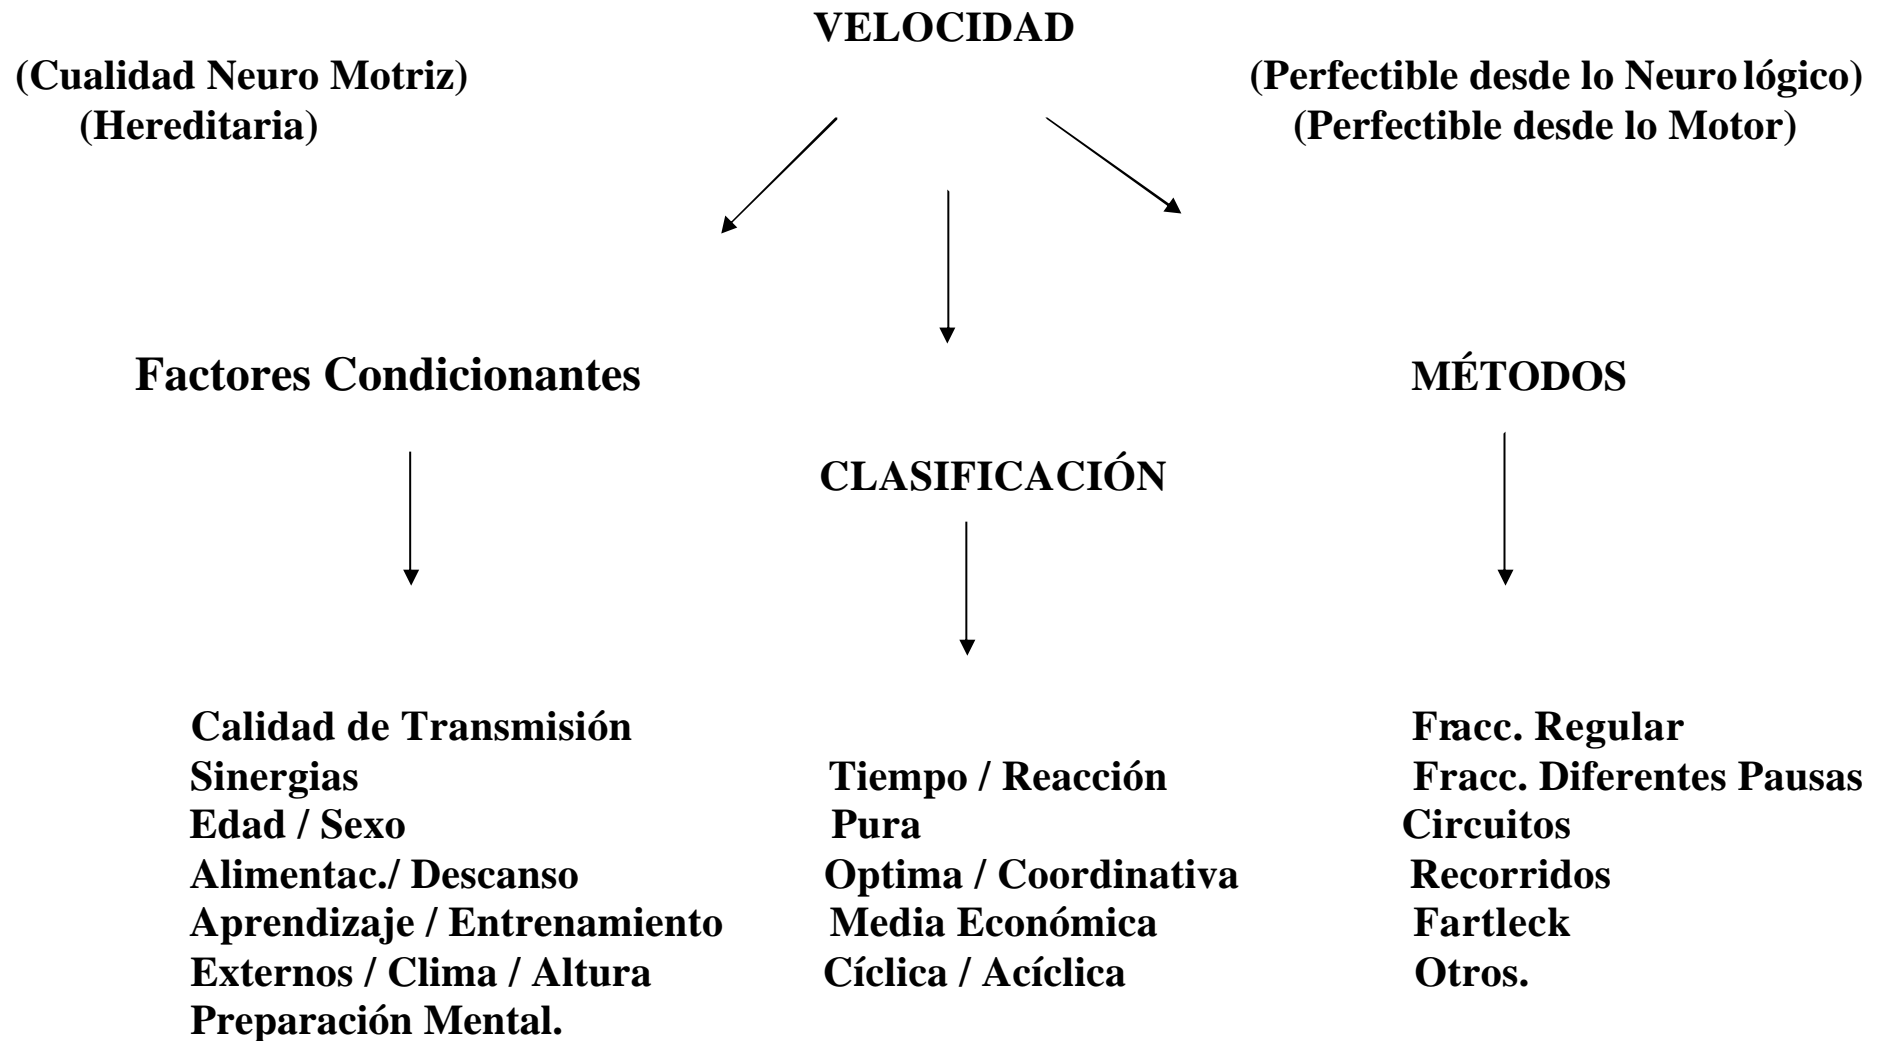 VELOCIDAD
(Cualidad Neuro Motriz)
(Hereditaria)
(Perfectible desde lo Neuro lógico)
(Perfectible desde lo Motor)
Factores Condicionantes
Calidad de Transmisión
Sinergias
Edad / Sexo
Alimentac./ Descanso
Aprendizaje / Entrenamiento
Externos / Clima / Altura
Preparación Mental.
CLASIFICACIÓN
Tiempo / Reacción
Pura
Optima / Coordinativa
Media Económica
Cíclica / Acíclica
MÉTODOS
Fracc. Regular
Fracc. Diferentes Pausas
Circuitos
Recorridos
Fartleck
Otros.